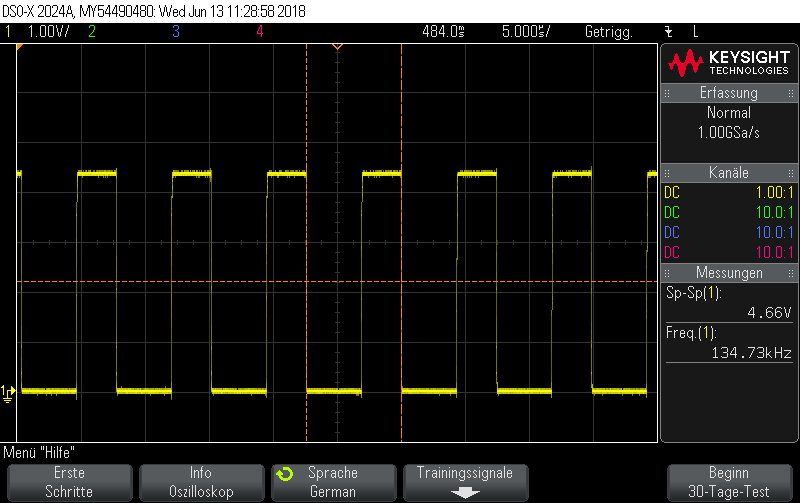 DSO-X 2024A, MY54490480: Wed Jun 13 11:28:58 2018
1 1.00V/ 2 3 4 484.0ns 5.000µs/ Getrigg. L
KEYSIGHT
TECHNOLOGIES
Erfassung
Normal
1.00GSa/s
Kanäle
DC 1.00:1
DC 10.0:1
DC 10.0:1
DC 10.0:1
Messungen
Sp-Sp(1):
4.66V
Freq.(1):
134.73kHz
1
Menü "Hilfe"
Erste
Schritte
Info
Oszilloskop
Sprache
German
Trainingssignale
Beginn
30-Tage-Test